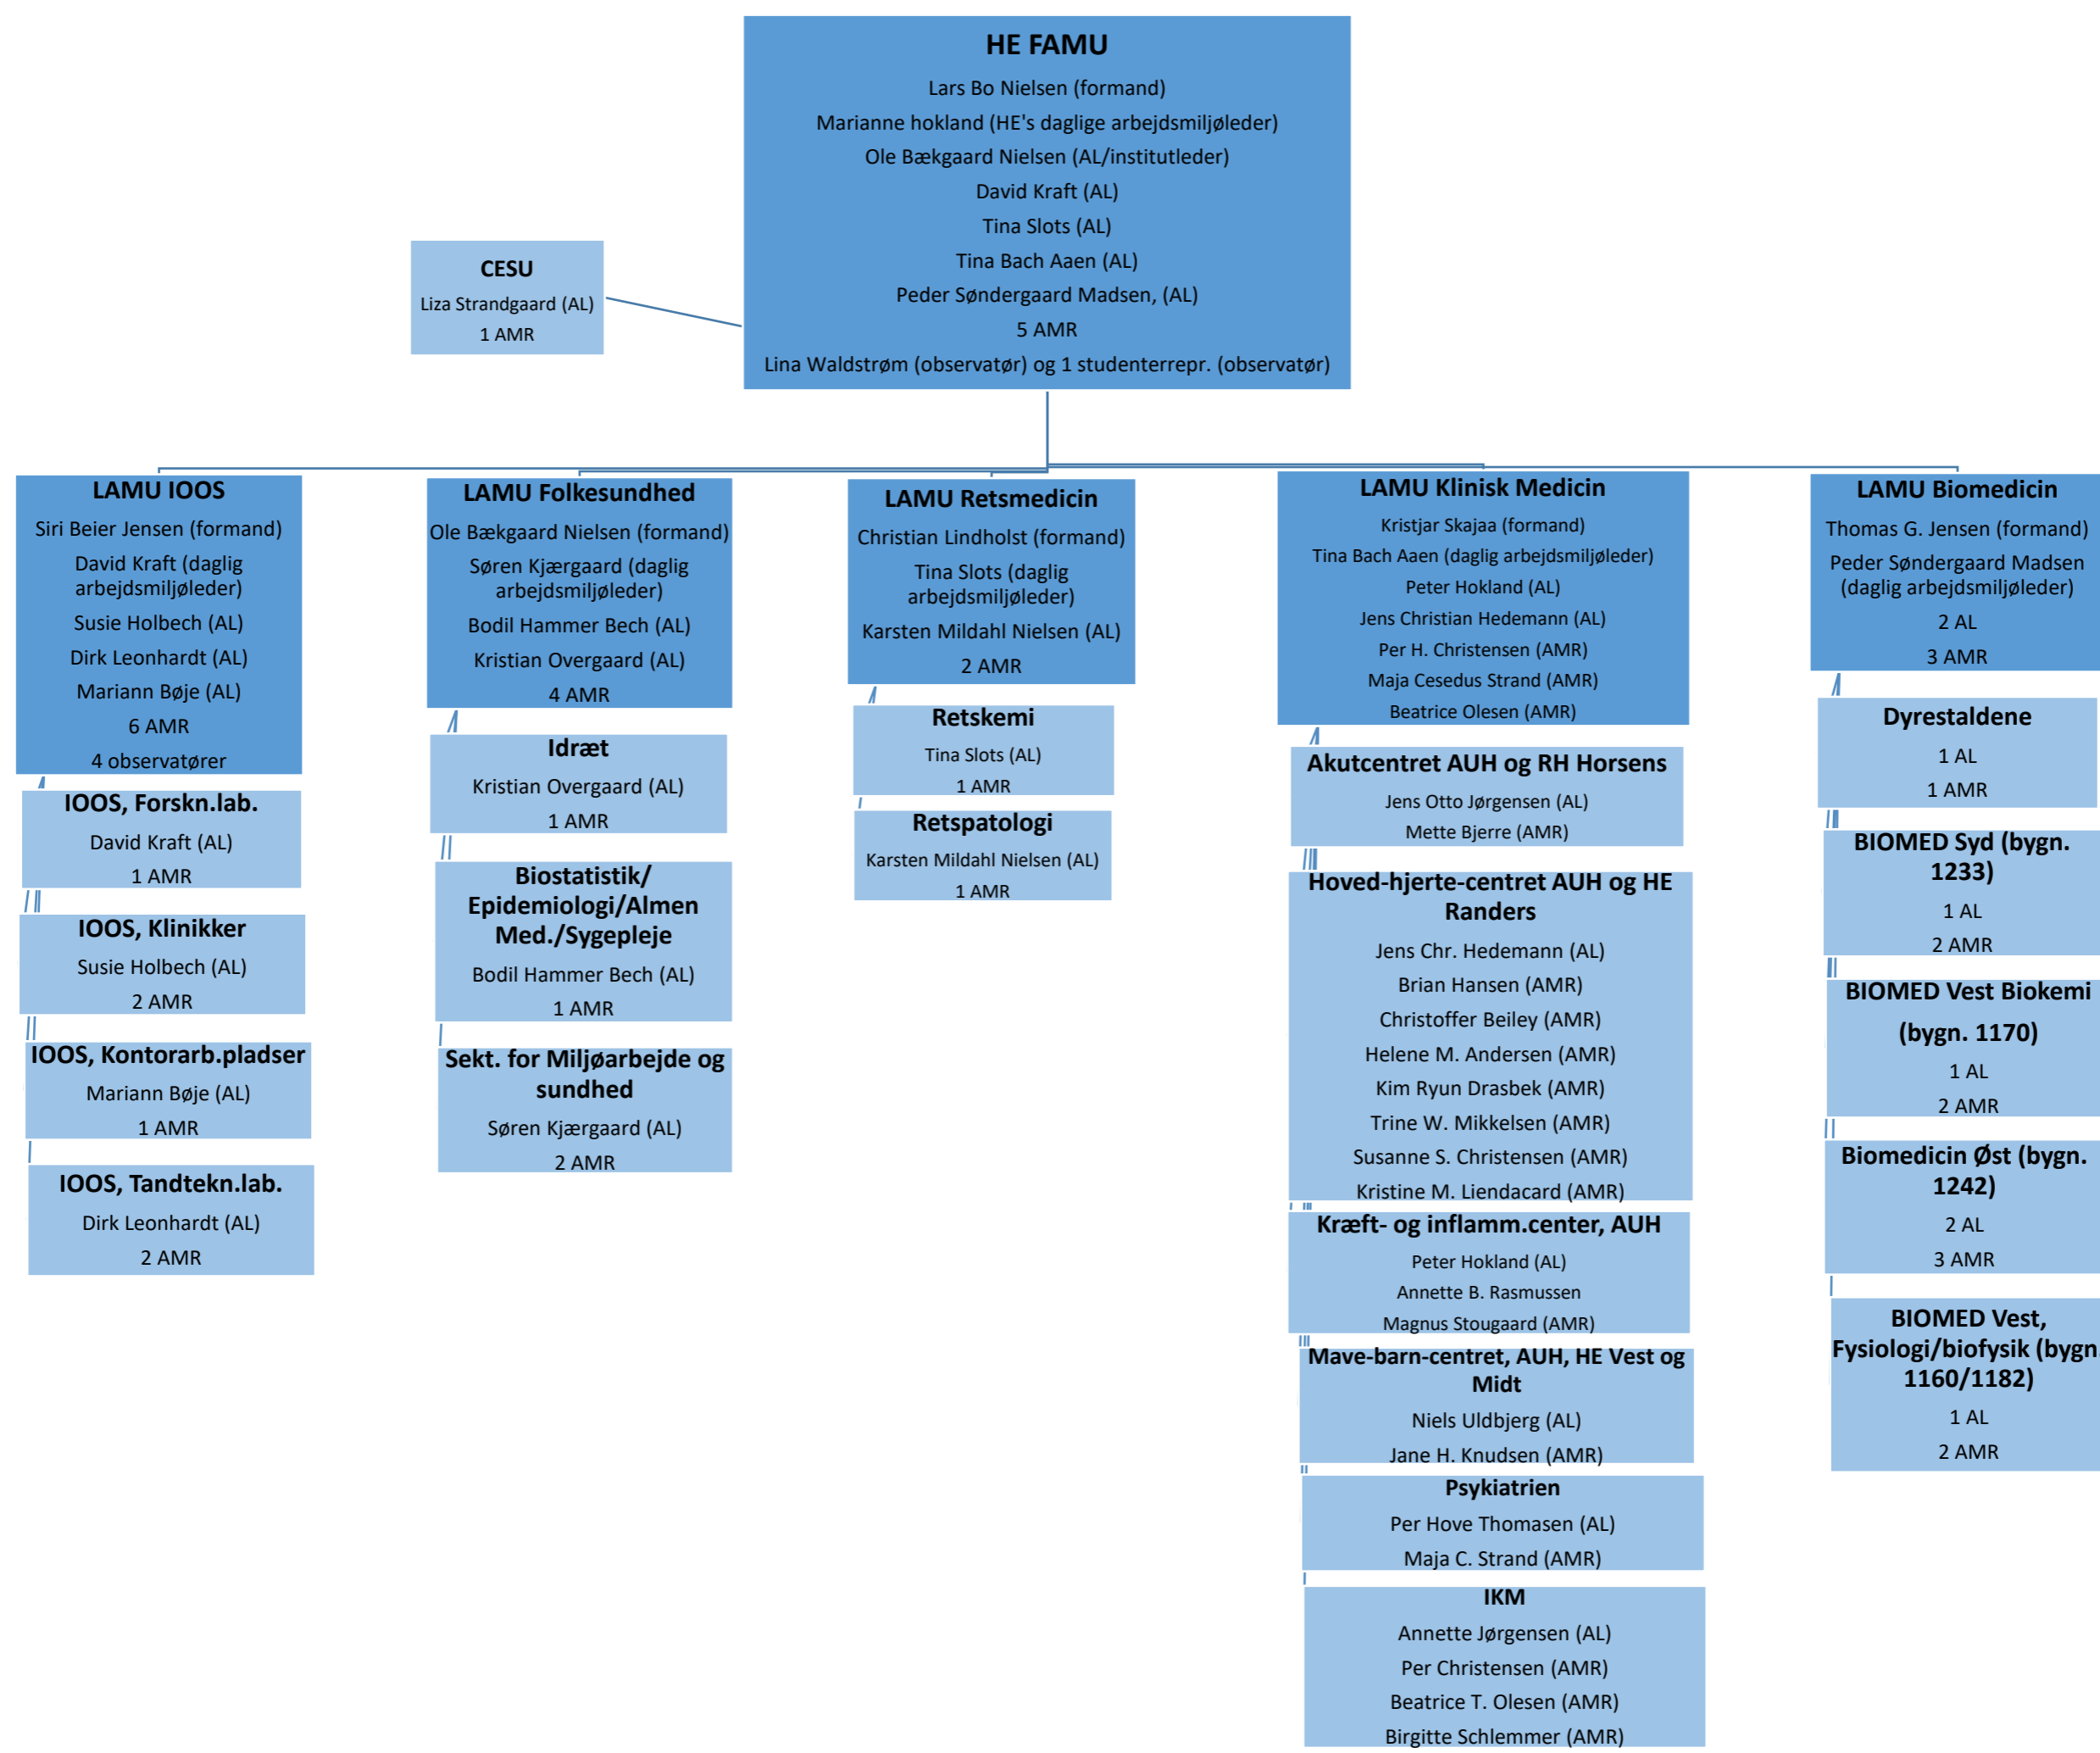 HE FAMU
Lars Bo Nielsen (formand)
Marianne hokland (HE's daglige arbejdsmiljøleder)
Ole Bækgaard Nielsen (AL/institutleder)
David Kraft (AL)
Tina Slots (AL)
Tina Bach Aaen (AL)
Peder Søndergaard Madsen, (AL)
5 AMR
Lina Waldstrøm (observatør) og 1 studenterrepr. (observatør)
CESU
Liza Strandgaard (AL)
1 AMR
LAMU IOOS
Siri Beier Jensen (formand)
David Kraft (daglig
arbejdsmiljøleder)
Susie Holbech (AL)
Dirk Leonhardt (AL)
Mariann Bøje (AL)
6 AMR
4 observatører
IOOS, Forskn.lab.
David Kraft (AL)
1 AMR
IOOS, Klinikker
Susie Holbech (AL)
2 AMR
IOOS, Kontorarb.pladser
Mariann Bøje (AL)
1 AMR
IOOS, Tandtekn.lab.
Dirk Leonhardt (AL)
2 AMR
LAMU Folkesundhed
Ole Bækgaard Nielsen (formand)
Søren Kjærgaard (daglig
arbejdsmiljøleder)
Bodil Hammer Bech (AL)
Kristian Overgaard (AL)
4 AMR
Idræt
Kristian Overgaard (AL)
1 AMR
Biostatistik/
Epidemiologi/Almen
Med./Sygepleje
Bodil Hammer Bech (AL)
1 AMR
Sekt. for Miljøarbejde og
sundhed
Søren Kjærgaard (AL)
2 AMR
LAMU Retsmedicin
Christian Lindholst (formand)
Tina Slots (daglig
arbejdsmiljøleder)
Karsten Mildahl Nielsen (AL)
2 AMR
Retskemi
Tina Slots (AL)
1 AMR
Retspatologi
Karsten Mildahl Nielsen (AL)
1 AMR
LAMU Klinisk Medicin
Kristjar Skajaa (formand)
Tina Bach Aaen (daglig arbejdsmiljøleder)
Peter Hokland (AL)
Jens Christian Hedemann (AL)
Per H. Christensen (AMR)
Maja Cesedus Strand (AMR)
Beatrice Olesen (AMR)
Akutcentret AUH og RH Horsens
Jens Otto Jørgensen (AL)
Mette Bjerre (AMR)
Hoved-hjerte-centret AUH og HE
Randers
Jens Chr. Hedemann (AL)
Brian Hansen (AMR)
Christoffer Beiley (AMR)
Helene M. Andersen (AMR)
Kim Ryun Drasbek (AMR)
Trine W. Mikkelsen (AMR)
Susanne S. Christensen (AMR)
Kristine M. Liendacard (AMR)
Kræft- og inflamm.center, AUH
Peter Hokland (AL)
Annette B. Rasmussen
Magnus Stougaard (AMR)
Mave-barn-centret, AUH, HE Vest og
Midt
Niels Uldbjerg (AL)
Jane H. Knudsen (AMR)
Psykiatrien
Per Hove Thomasen (AL)
Maja C. Strand (AMR)
IKM
Annette Jørgensen (AL)
Per Christensen (AMR)
Beatrice T. Olesen (AMR)
Birgitte Schlemmer (AMR)
LAMU Biomedicin
Thomas G. Jensen (formand)
Peder Søndergaard Madsen
(daglig arbejdsmiljøleder)
2 AL
3 AMR
Dyrestaldene
1 AL
1 AMR
BIOMED Syd (bygn.
1233)
1 AL
2 AMR
BIOMED Vest Biokemi
(bygn. 1170)
1 AL
2 AMR
Biomedicin Øst (bygn.
1242)
2 AL
3 AMR
BIOMED Vest,
Fysiologi/biofysik (bygn.
1160/1182)
1 AL
2 AMR